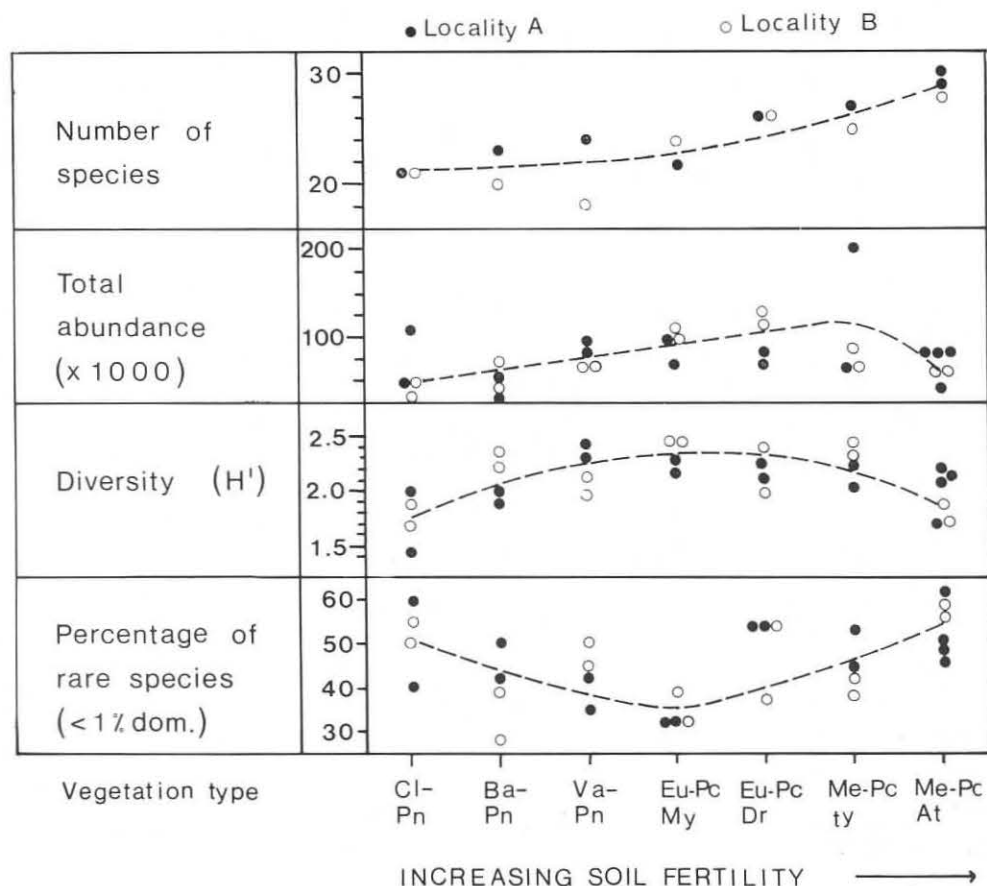 ● Locality A ○ Locality B
Number of
species
30
20
Total
abundance
(x 1000)
200
100
Diversity (H')
2.5
2.0
1.5
Percentage of
rare species
(<1% dom.)
60
50
40
30
Vegetation type
Cl- Ba- Va- Eu-Pc Eu-Pc Me-Pc Me-Pc
Pn Pn Pn My Dr ty At
INCREASING SOIL FERTILITY ⟶